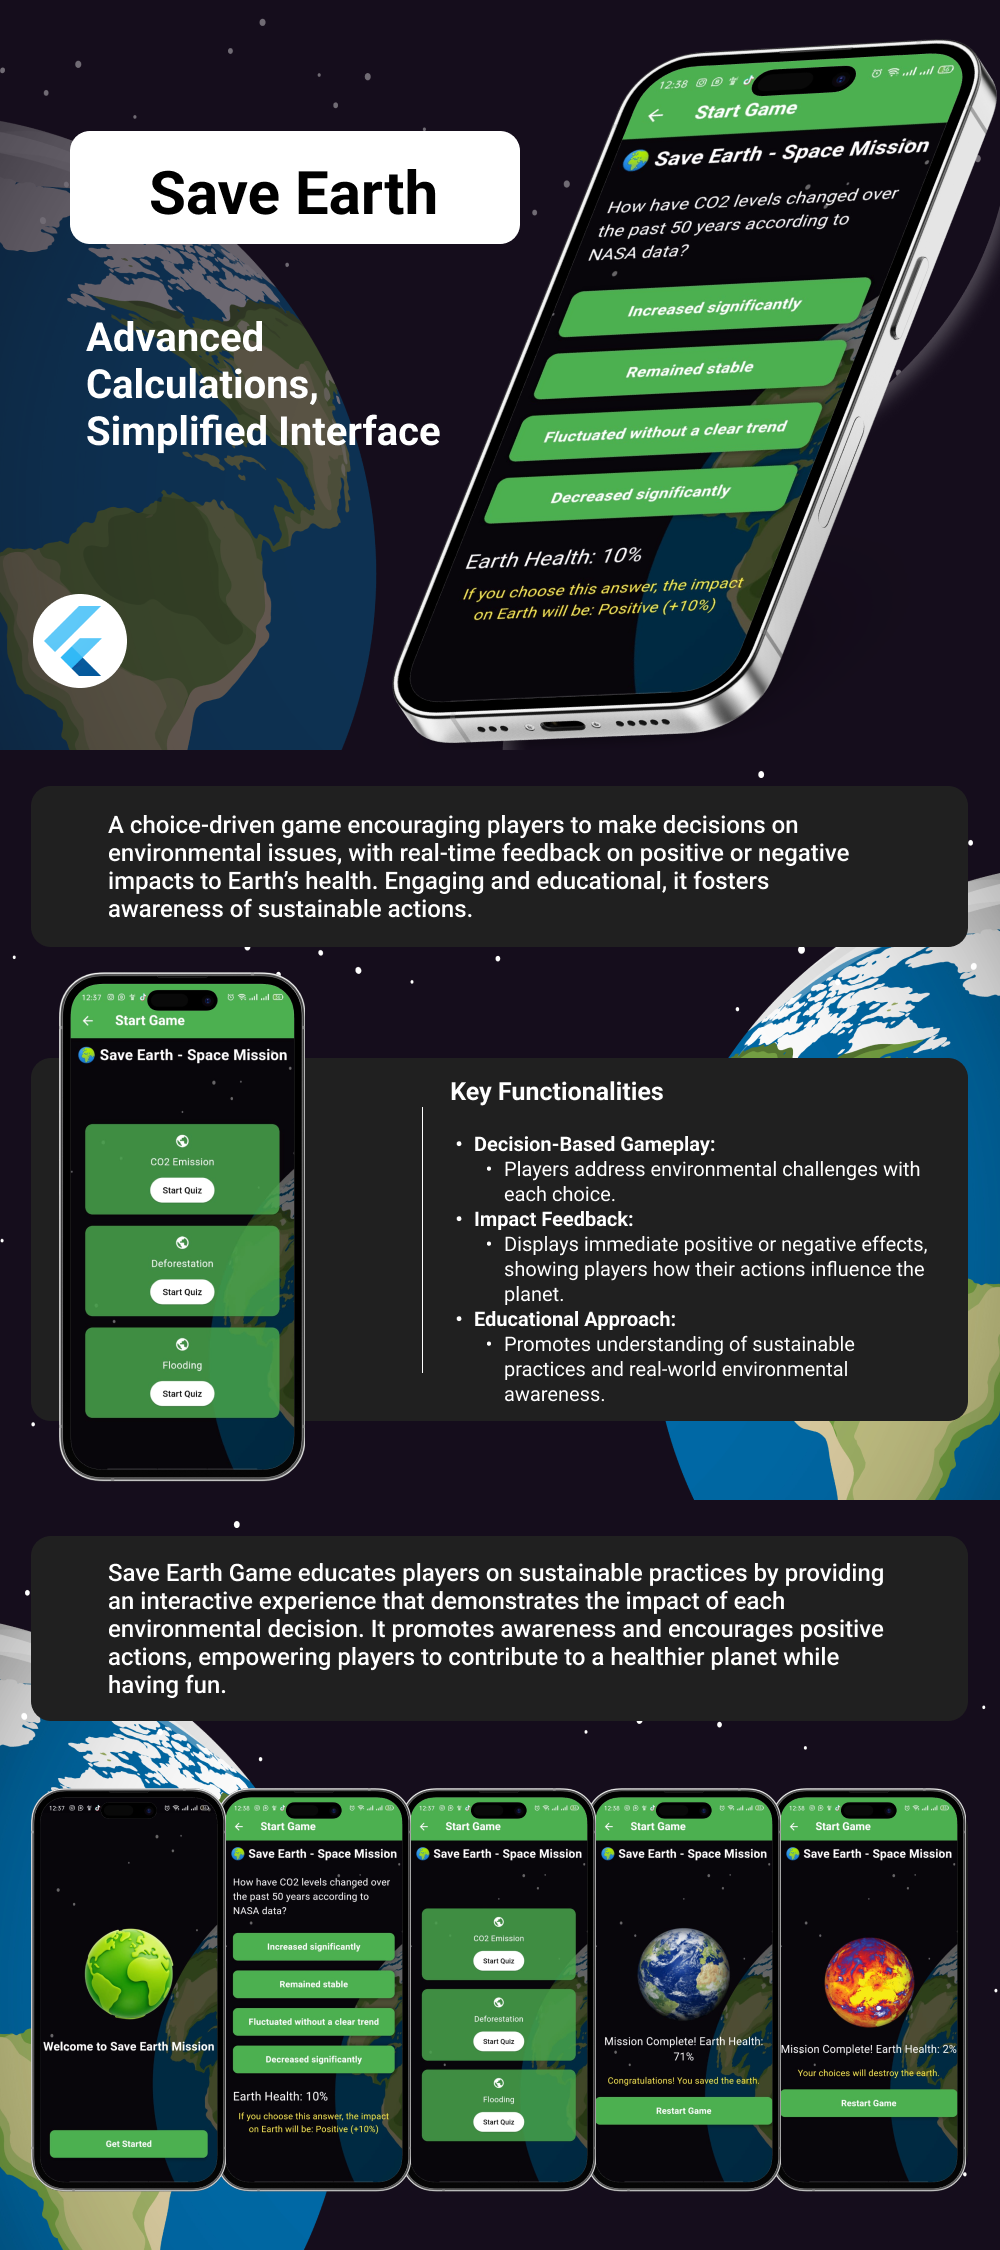 12:38
Start Game
Save Earth - Space Mission
How have CO2 levels changed over
the past 50 years according to
NASA data?
Increased significantly
Remained stable
Fluctuated without a clear trend
Decreased significantly
Earth Health: 10%
If you choose this answer, the impact
on Earth will be: Positive (+10%)
Save Earth
Advanced
Calculations,
Simplified Interface
A choice-driven game encouraging players to make decisions on
environmental issues, with real-time feedback on positive or negative
impacts to Earth’s health. Engaging and educational, it fosters
awareness of sustainable actions.
12:37
Start Game
Save Earth - Space Mission
CO2 Emission
Start Quiz
Deforestation
Start Quiz
Flooding
Start Quiz
Key Functionalities
• Decision-Based Gameplay:
• Players address environmental challenges with
each choice.
• Impact Feedback:
• Displays immediate positive or negative effects,
showing players how their actions influence the
planet.
• Educational Approach:
• Promotes understanding of sustainable
practices and real-world environmental
awareness.
Save Earth Game educates players on sustainable practices by providing
an interactive experience that demonstrates the impact of each
environmental decision. It promotes awareness and encourages positive
actions, empowering players to contribute to a healthier planet while
having fun.
12:37
Welcome to Save Earth Mission
Get Started
12:38
Start Game
Save Earth - Space Mission
How have CO2 levels changed over
the past 50 years according to
NASA data?
Increased significantly
Remained stable
Fluctuated without a clear trend
Decreased significantly
Earth Health: 10%
If you choose this answer, the impact
on Earth will be: Positive (+10%)
12:37
Start Game
Save Earth - Space Mission
CO2 Emission
Start Quiz
Deforestation
Start Quiz
Flooding
Start Quiz
12:38
Start Game
Save Earth - Space Mission
Mission Complete! Earth Health:
71%
Congratulations! You saved the earth.
Restart Game
12:38
Start Game
Save Earth - Space Mission
Mission Complete! Earth Health: 2%
Your choices will destroy the earth.
Restart Game